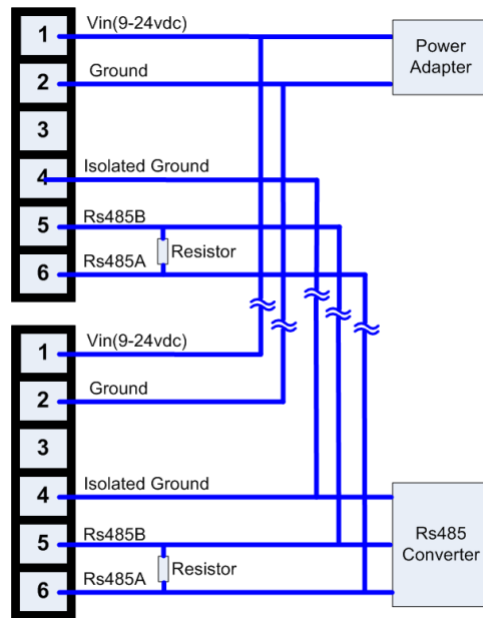 1 Vin(9-24vdc)
Power
Adapter
2 Ground
3
4 Isolated Ground
5 Rs485B
Resistor
6 Rs485A
1 Vin(9-24vdc)
2 Ground
3
4 Isolated Ground
5 Rs485B
Rs485
Converter
Resistor
6 Rs485A